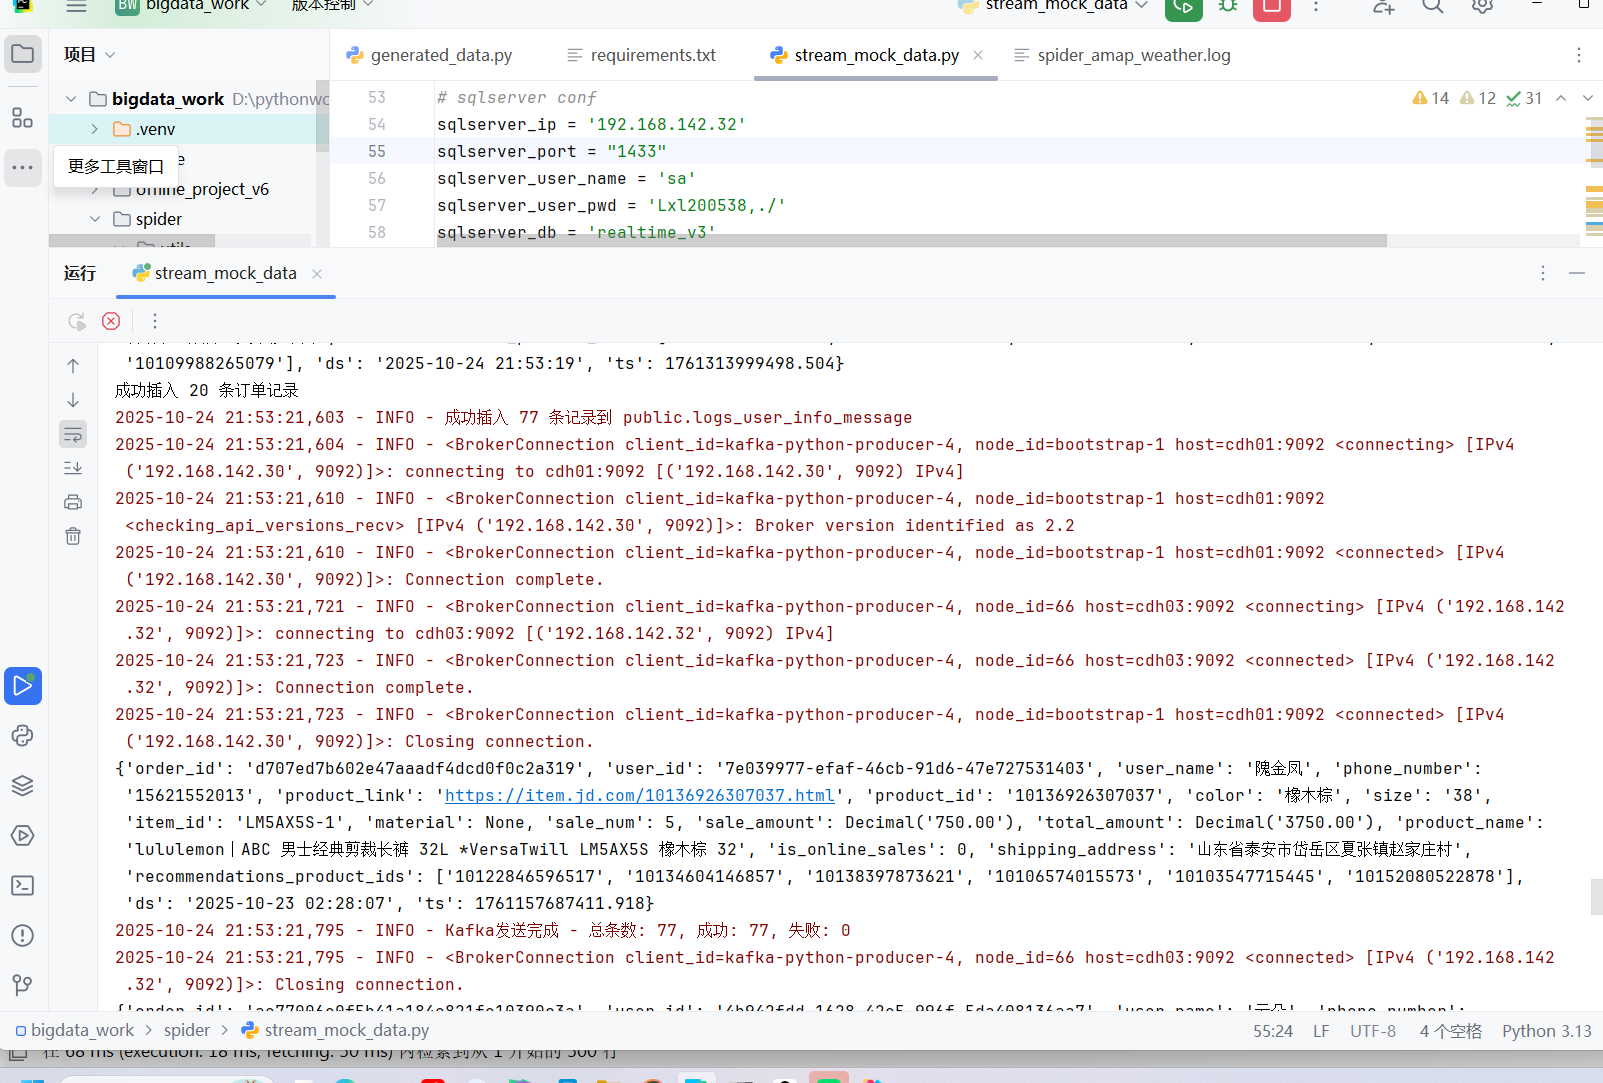 BW bigdata_work 版本控制 stream_mock_data
项目
generated_data.py requirements.txt stream_mock_data.py spider_amap_weather.log
bigdata_work D:\pythonwo
.venv
更多工具窗口
offline_project_v6
spider
utils
14 12 31
53 # sqlserver conf
54 sqlserver_ip = '192.168.142.32'
55 sqlserver_port = "1433"
56 sqlserver_user_name = 'sa'
57 sqlserver_user_pwd = 'Lxl200538,./'
58 sqlserver_db = 'realtime_v3'
运行 stream_mock_data
'10109988265079'], 'ds': '2025-10-24 21:53:19', 'ts': 1761313999498.504}
成功插入 20 条订单记录
2025-10-24 21:53:21,603 - INFO - 成功插入 77 条记录到 public.logs_user_info_message
2025-10-24 21:53:21,604 - INFO - <BrokerConnection client_id=kafka-python-producer-4, node_id=bootstrap-1 host=cdh01:9092 <connecting> [IPv4
('192.168.142.30', 9092)]>: connecting to cdh01:9092 [('192.168.142.30', 9092) IPv4]
2025-10-24 21:53:21,610 - INFO - <BrokerConnection client_id=kafka-python-producer-4, node_id=bootstrap-1 host=cdh01:9092
<checking_api_versions_recv> [IPv4 ('192.168.142.30', 9092)]>: Broker version identified as 2.2
2025-10-24 21:53:21,610 - INFO - <BrokerConnection client_id=kafka-python-producer-4, node_id=bootstrap-1 host=cdh01:9092 <connected> [IPv4
('192.168.142.30', 9092)]>: Connection complete.
2025-10-24 21:53:21,721 - INFO - <BrokerConnection client_id=kafka-python-producer-4, node_id=66 host=cdh03:9092 <connecting> [IPv4 ('192.168.142
.32', 9092)]>: connecting to cdh03:9092 [('192.168.142.32', 9092) IPv4]
2025-10-24 21:53:21,723 - INFO - <BrokerConnection client_id=kafka-python-producer-4, node_id=66 host=cdh03:9092 <connected> [IPv4 ('192.168.142
.32', 9092)]>: Connection complete.
2025-10-24 21:53:21,723 - INFO - <BrokerConnection client_id=kafka-python-producer-4, node_id=bootstrap-1 host=cdh01:9092 <connected> [IPv4
('192.168.142.30', 9092)]>: Closing connection.
{'order_id': 'd707ed7b602e47aaadf4dcd0f0c2a319', 'user_id': '7e039977-efaf-46cb-91d6-47e727531403', 'user_name': '隗金凤', 'phone_number':
'15621552013', 'product_link': 'https://item.jd.com/10136926307037.html', 'product_id': '10136926307037', 'color': '橡木棕', 'size': '38',
'item_id': 'LM5AX5S-1', 'material': None, 'sale_num': 5, 'sale_amount': Decimal('750.00'), 'total_amount': Decimal('3750.00'), 'product_name':
'lululemon丨ABC 男士经典剪裁长裤 32L *VersaTwill LM5AX5S 橡木棕 32', 'is_online_sales': 0, 'shipping_address': '山东省泰安市岱岳区夏张镇赵家庄村',
'recommendations_product_ids': ['10122846596517', '10134604146857', '10138397873621', '10106574015573', '10103547715445', '10152080522878'],
'ds': '2025-10-23 02:28:07', 'ts': 1761157687411.918}
2025-10-24 21:53:21,795 - INFO - Kafka发送完成 - 总条数: 77, 成功: 77, 失败: 0
2025-10-24 21:53:21,795 - INFO - <BrokerConnection client_id=kafka-python-producer-4, node_id=66 host=cdh03:9092 <connected> [IPv4 ('192.168.142
.32', 9092)]>: Closing connection.
bigdata_work > spider > stream_mock_data.py 55:24 LF UTF-8 4 个空格 Python 3.13
在 68 ms (execution: 18 ms, fetching: 50 ms) 内检索到从 1 开始的 500 行